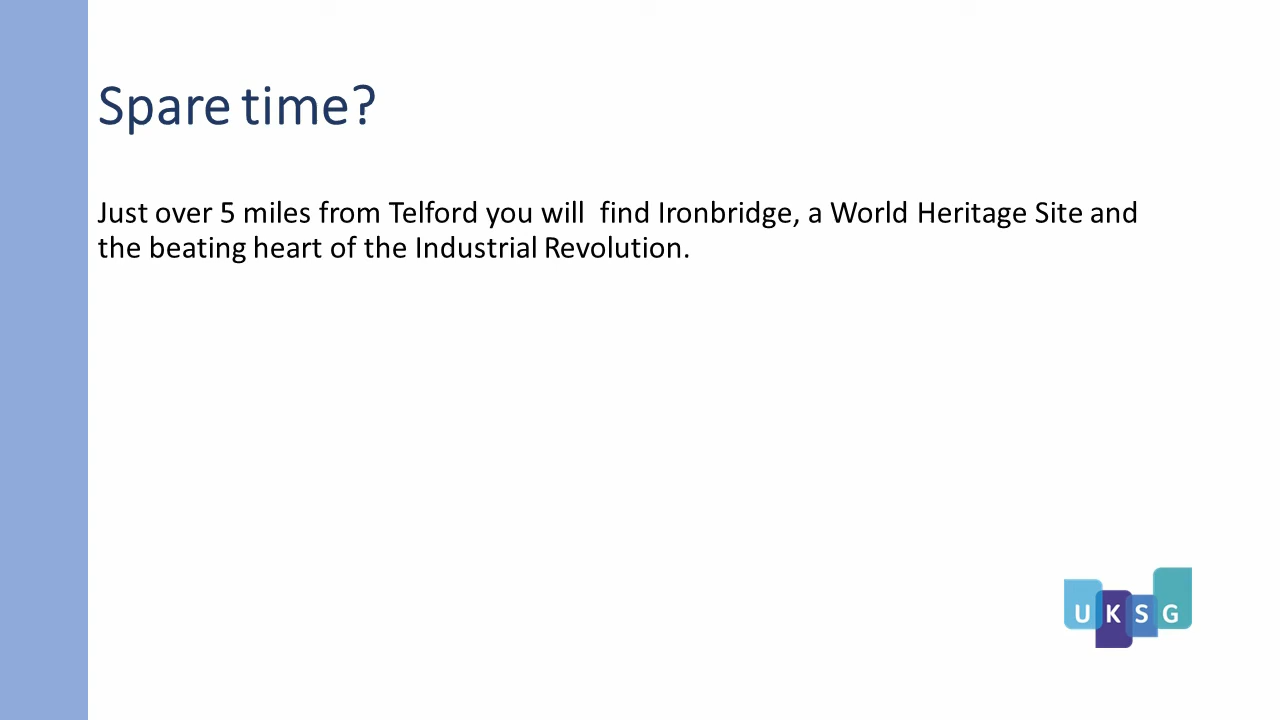 Spare time?
Just over 5 miles from Telford you will  find Ironbridge, a World Heritage Site and
the beating heart of the Industrial Revolution.
UKSG